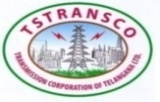 TSTRANSCO
TRANSMISSION CORPORATION OF TELANGANA LTD.